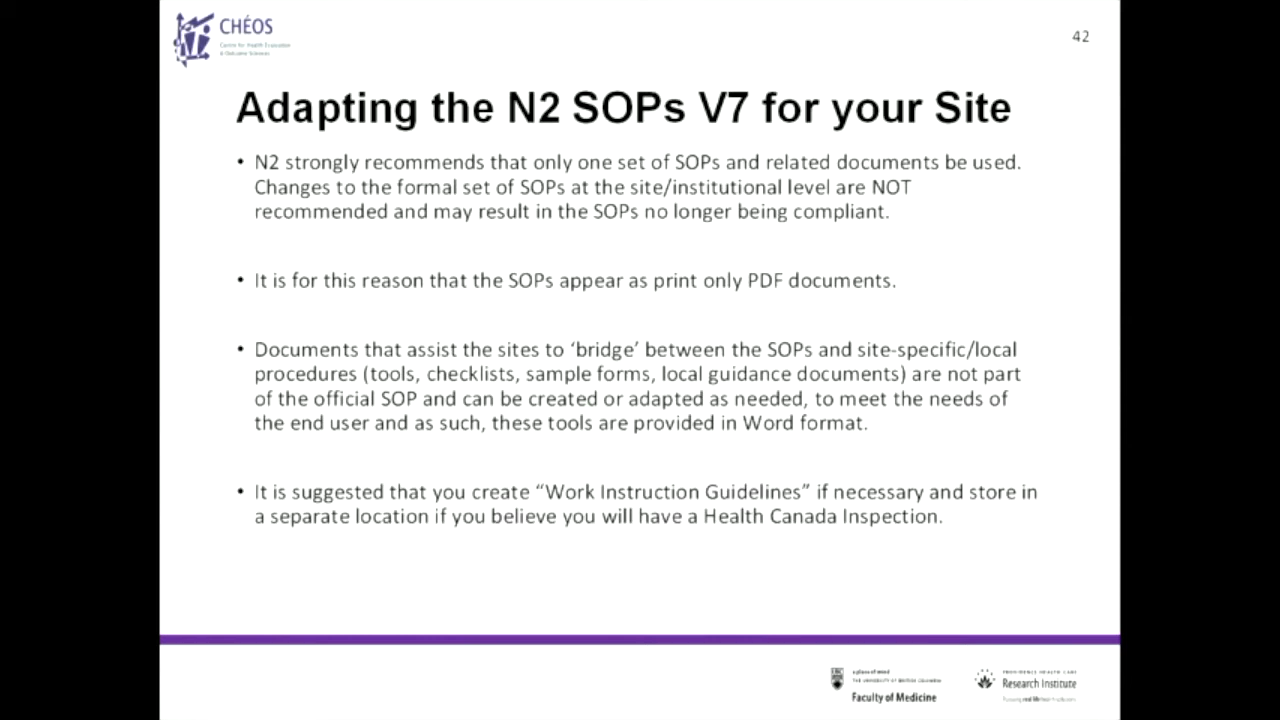 CHÉOS
Centre for Health Evaluation
& Outcome Sciences
42
Adapting the N2 SOPs V7 for your Site
• N2 strongly recommends that only one set of SOPs and related documents be used.
Changes to the formal set of SOPs at the site/institutional level are NOT
recommended and may result in the SOPs no longer being compliant.
• It is for this reason that the SOPs appear as print only PDF documents.
• Documents that assist the sites to ‘bridge’ between the SOPs and site-specific/local
procedures (tools, checklists, sample forms, local guidance documents) are not part
of the official SOP and can be created or adapted as needed, to meet the needs of
the end user and as such, these tools are provided in Word format.
• It is suggested that you create “Work Instruction Guidelines” if necessary and store in
a separate location if you believe you will have a Health Canada Inspection.
a place of mind
THE UNIVERSITY OF BRITISH COLUMBIA
Faculty of Medicine
PROVIDENCE HEALTH CARE
Research Institute